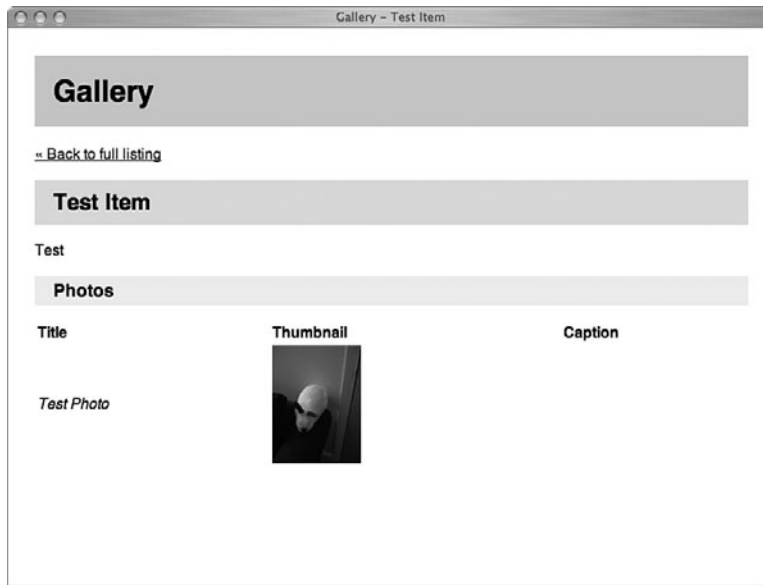 Gallery – Test Item
Gallery
« Back to full listing
Test Item
Test
Photos
Title Thumbnail Caption
Test Photo